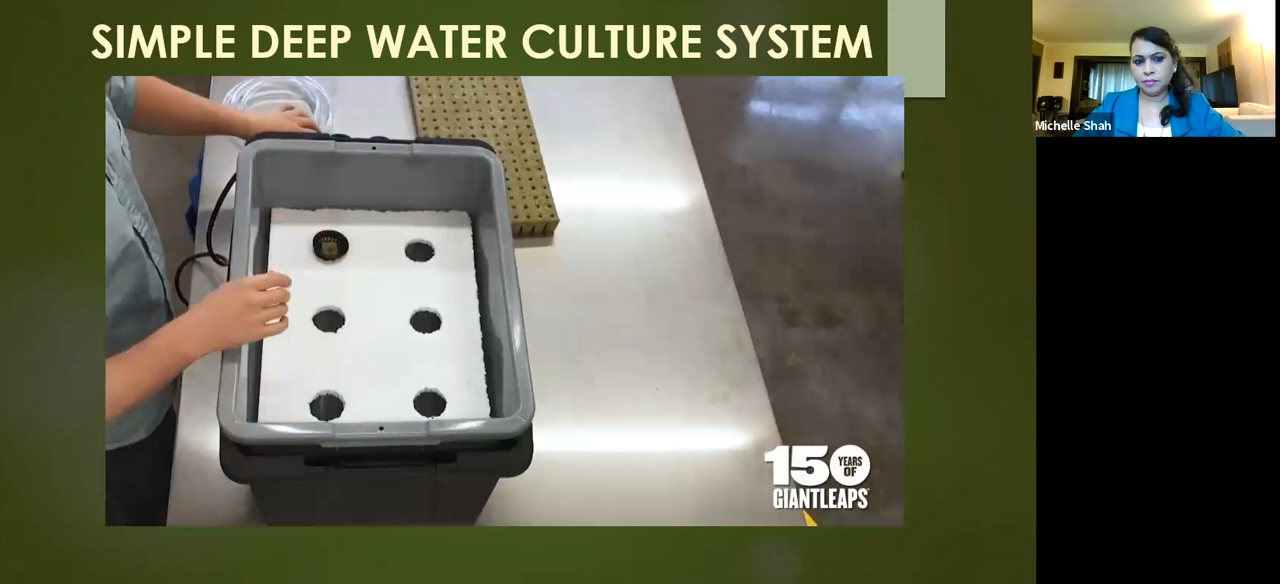 SIMPLE DEEP WATER CULTURE SYSTEM
Michelle Shah
150
YEARS
OF
GIANTLEAPS